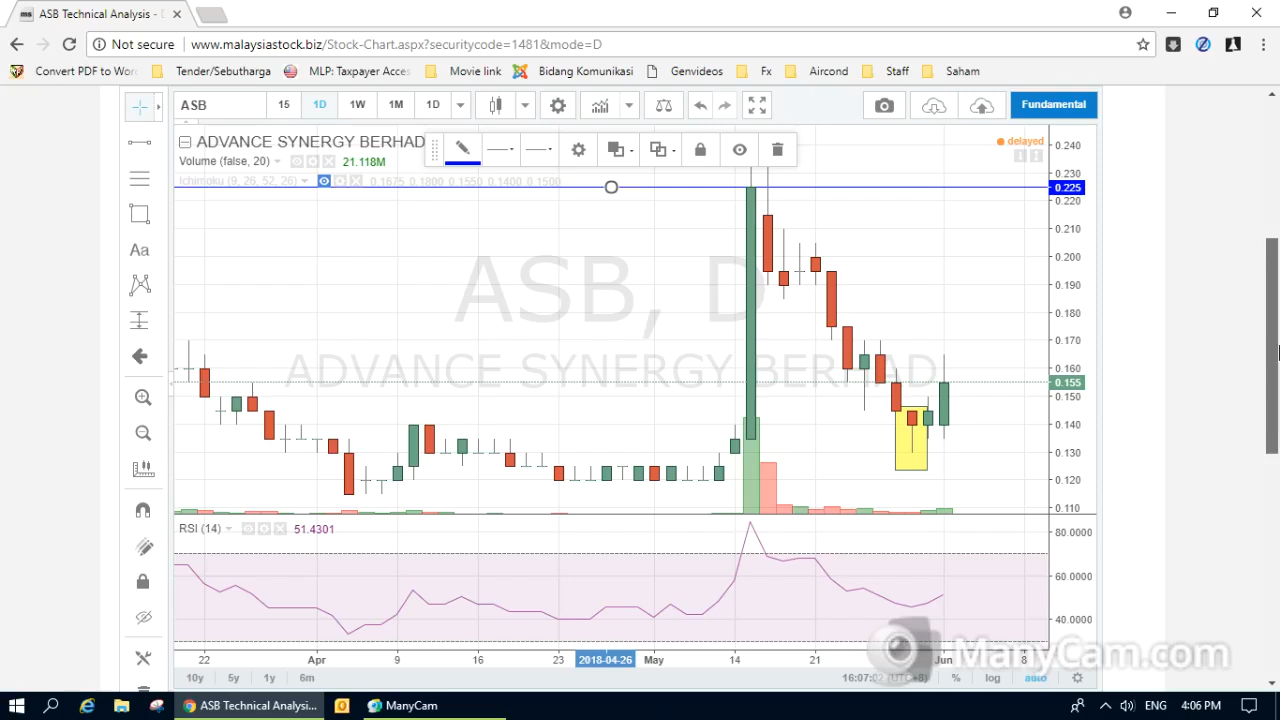 ASB Technical Analysis - 
Not secure | www.malaysiastock.biz/Stock-Chart.aspx?securitycode=1481&mode=D
Convert PDF to Word Tender/Sebutharga MLP: Taxpayer Acces Movie link Bidang Komunikasi Genvideos Fx Aircond Staff Saham
ASB 15 1D 1W 1M 1D Fundamental
ADVANCE SYNERGY BERHAD
delayed
Volume (false, 20) 21.118M
Ichimoku (9, 26, 52, 26) 0.1675 0.1800 0.1550 0.1400 0.1500
Aa
ASB, D
ADVANCE SYNERGY BERHAD
0.240
0.230
0.225
0.220
0.210
0.200
0.190
0.180
0.170
0.160
0.155
0.150
0.140
0.130
0.120
0.110
RSI (14) 51.4301
80.0000
60.0000
40.0000
22 Apr 9 16 23 2018-04-26 May 14 21 Jun 8
10y 5y 1y 6m 16:07:02 (UTC+8) % log auto
ManyCam.com
ASB Technical Analysi... ManyCam 4:06 PM